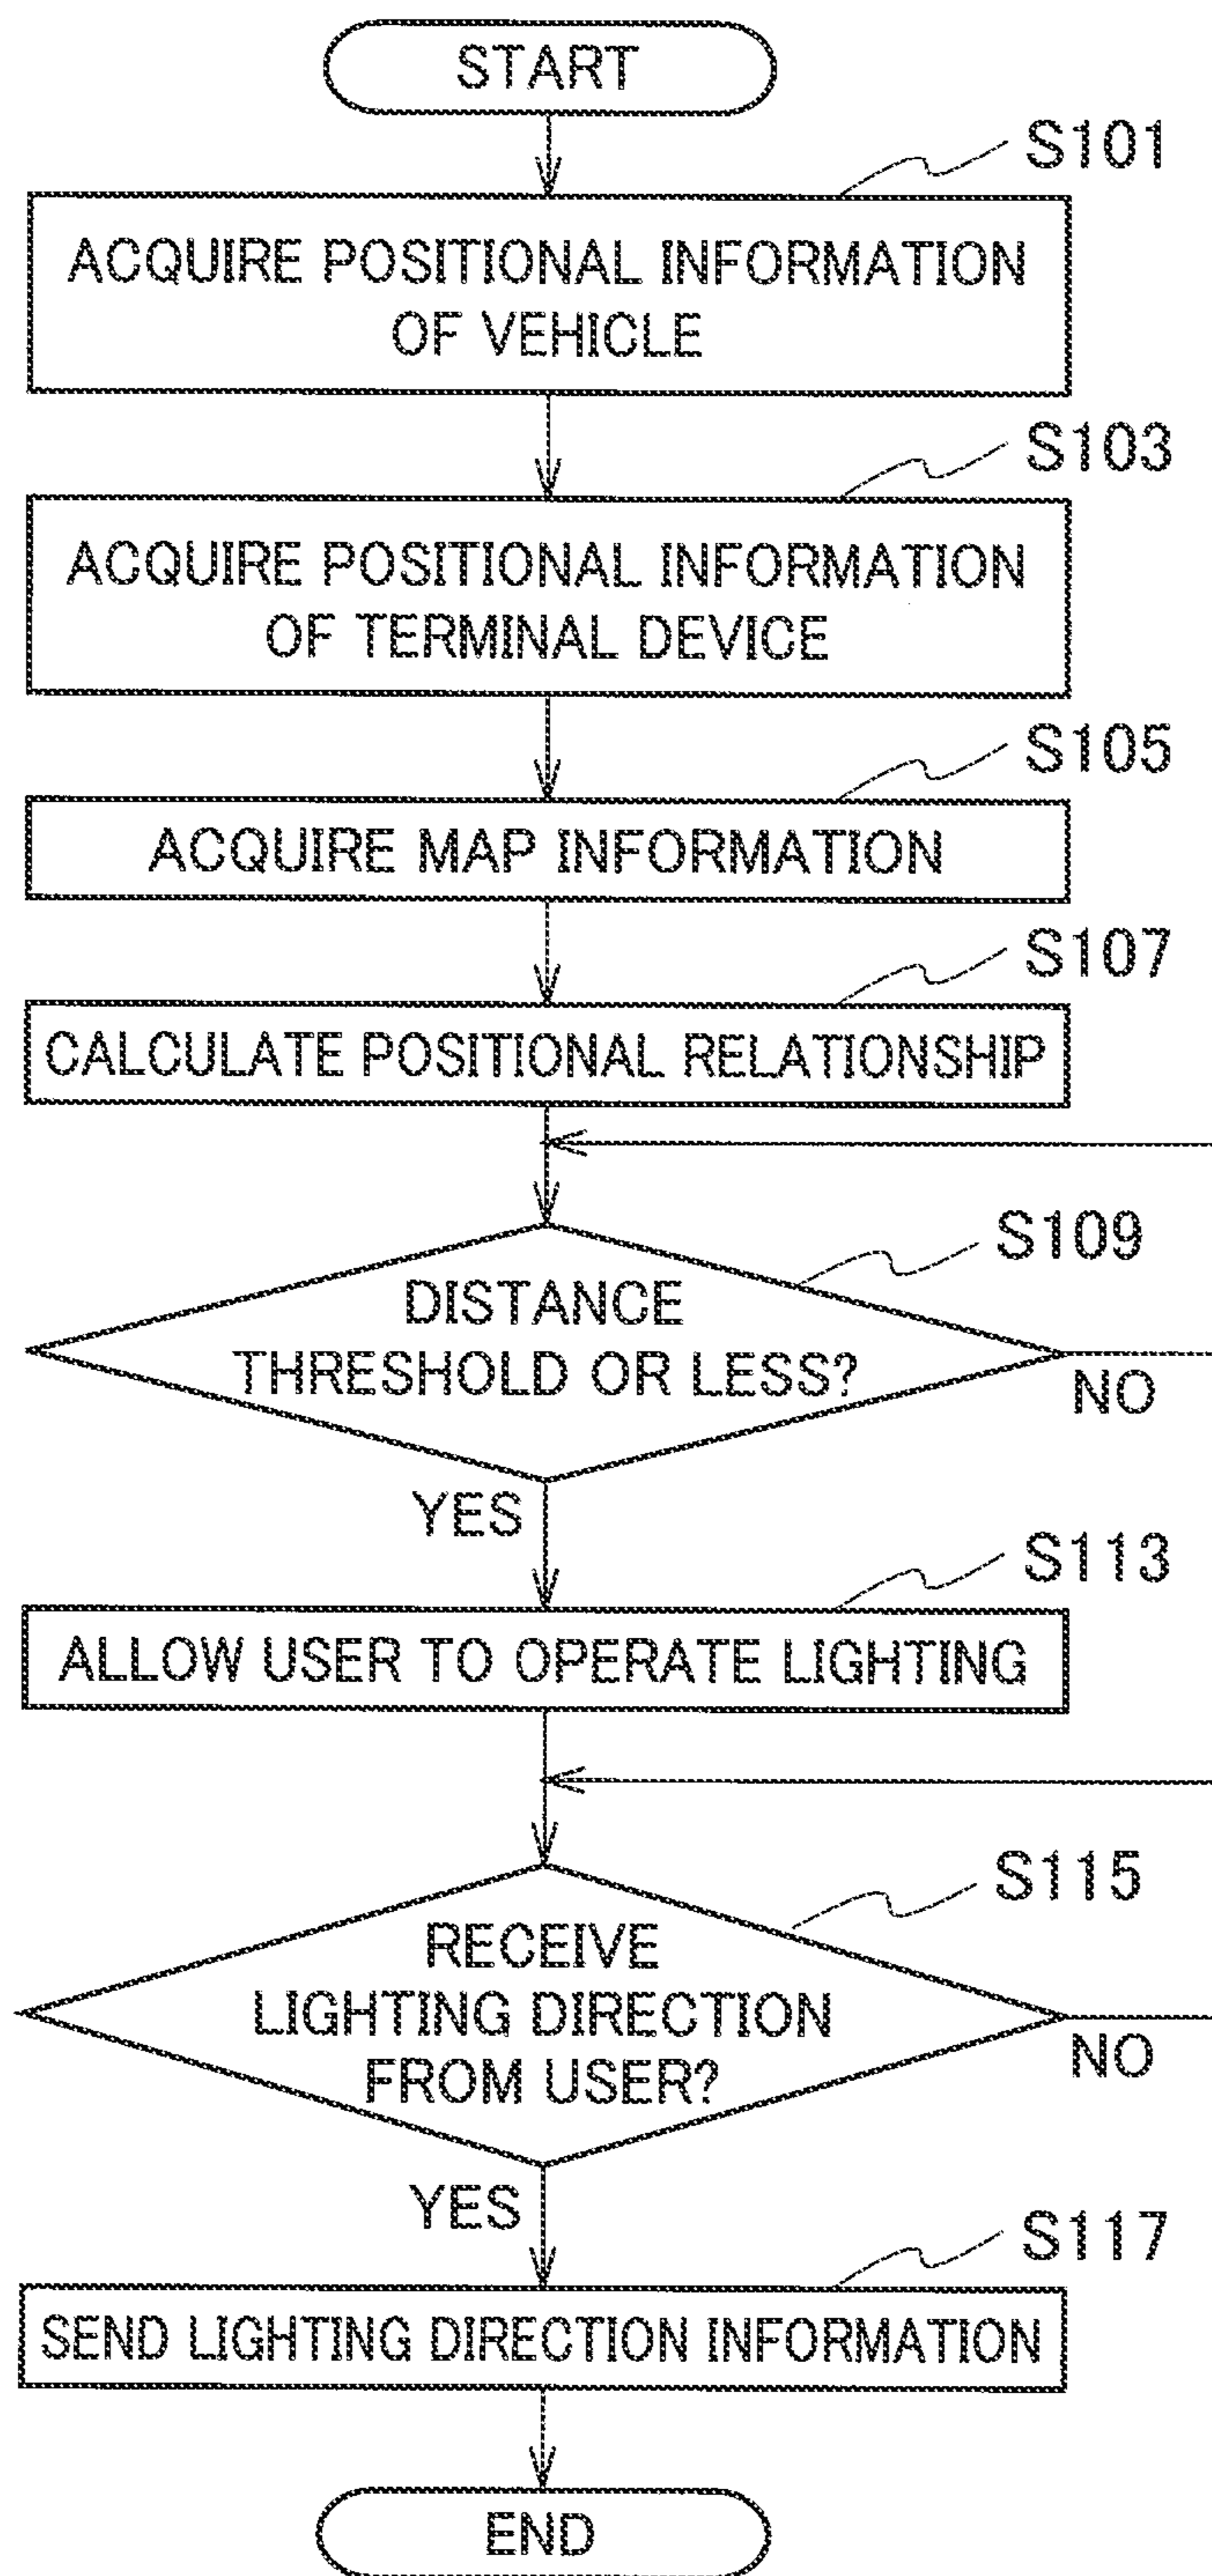 START
S101
ACQUIRE POSITIONAL INFORMATION
OF VEHICLE
S103
ACQUIRE POSITIONAL INFORMATION
OF TERMINAL DEVICE
S105
ACQUIRE MAP INFORMATION
S107
CALCULATE POSITIONAL RELATIONSHIP
S109
DISTANCE
THRESHOLD OR LESS?
NO
YES
S113
ALLOW USER TO OPERATE LIGHTING
S115
RECEIVE
LIGHTING DIRECTION
FROM USER?
NO
YES
S117
SEND LIGHTING DIRECTION INFORMATION
END